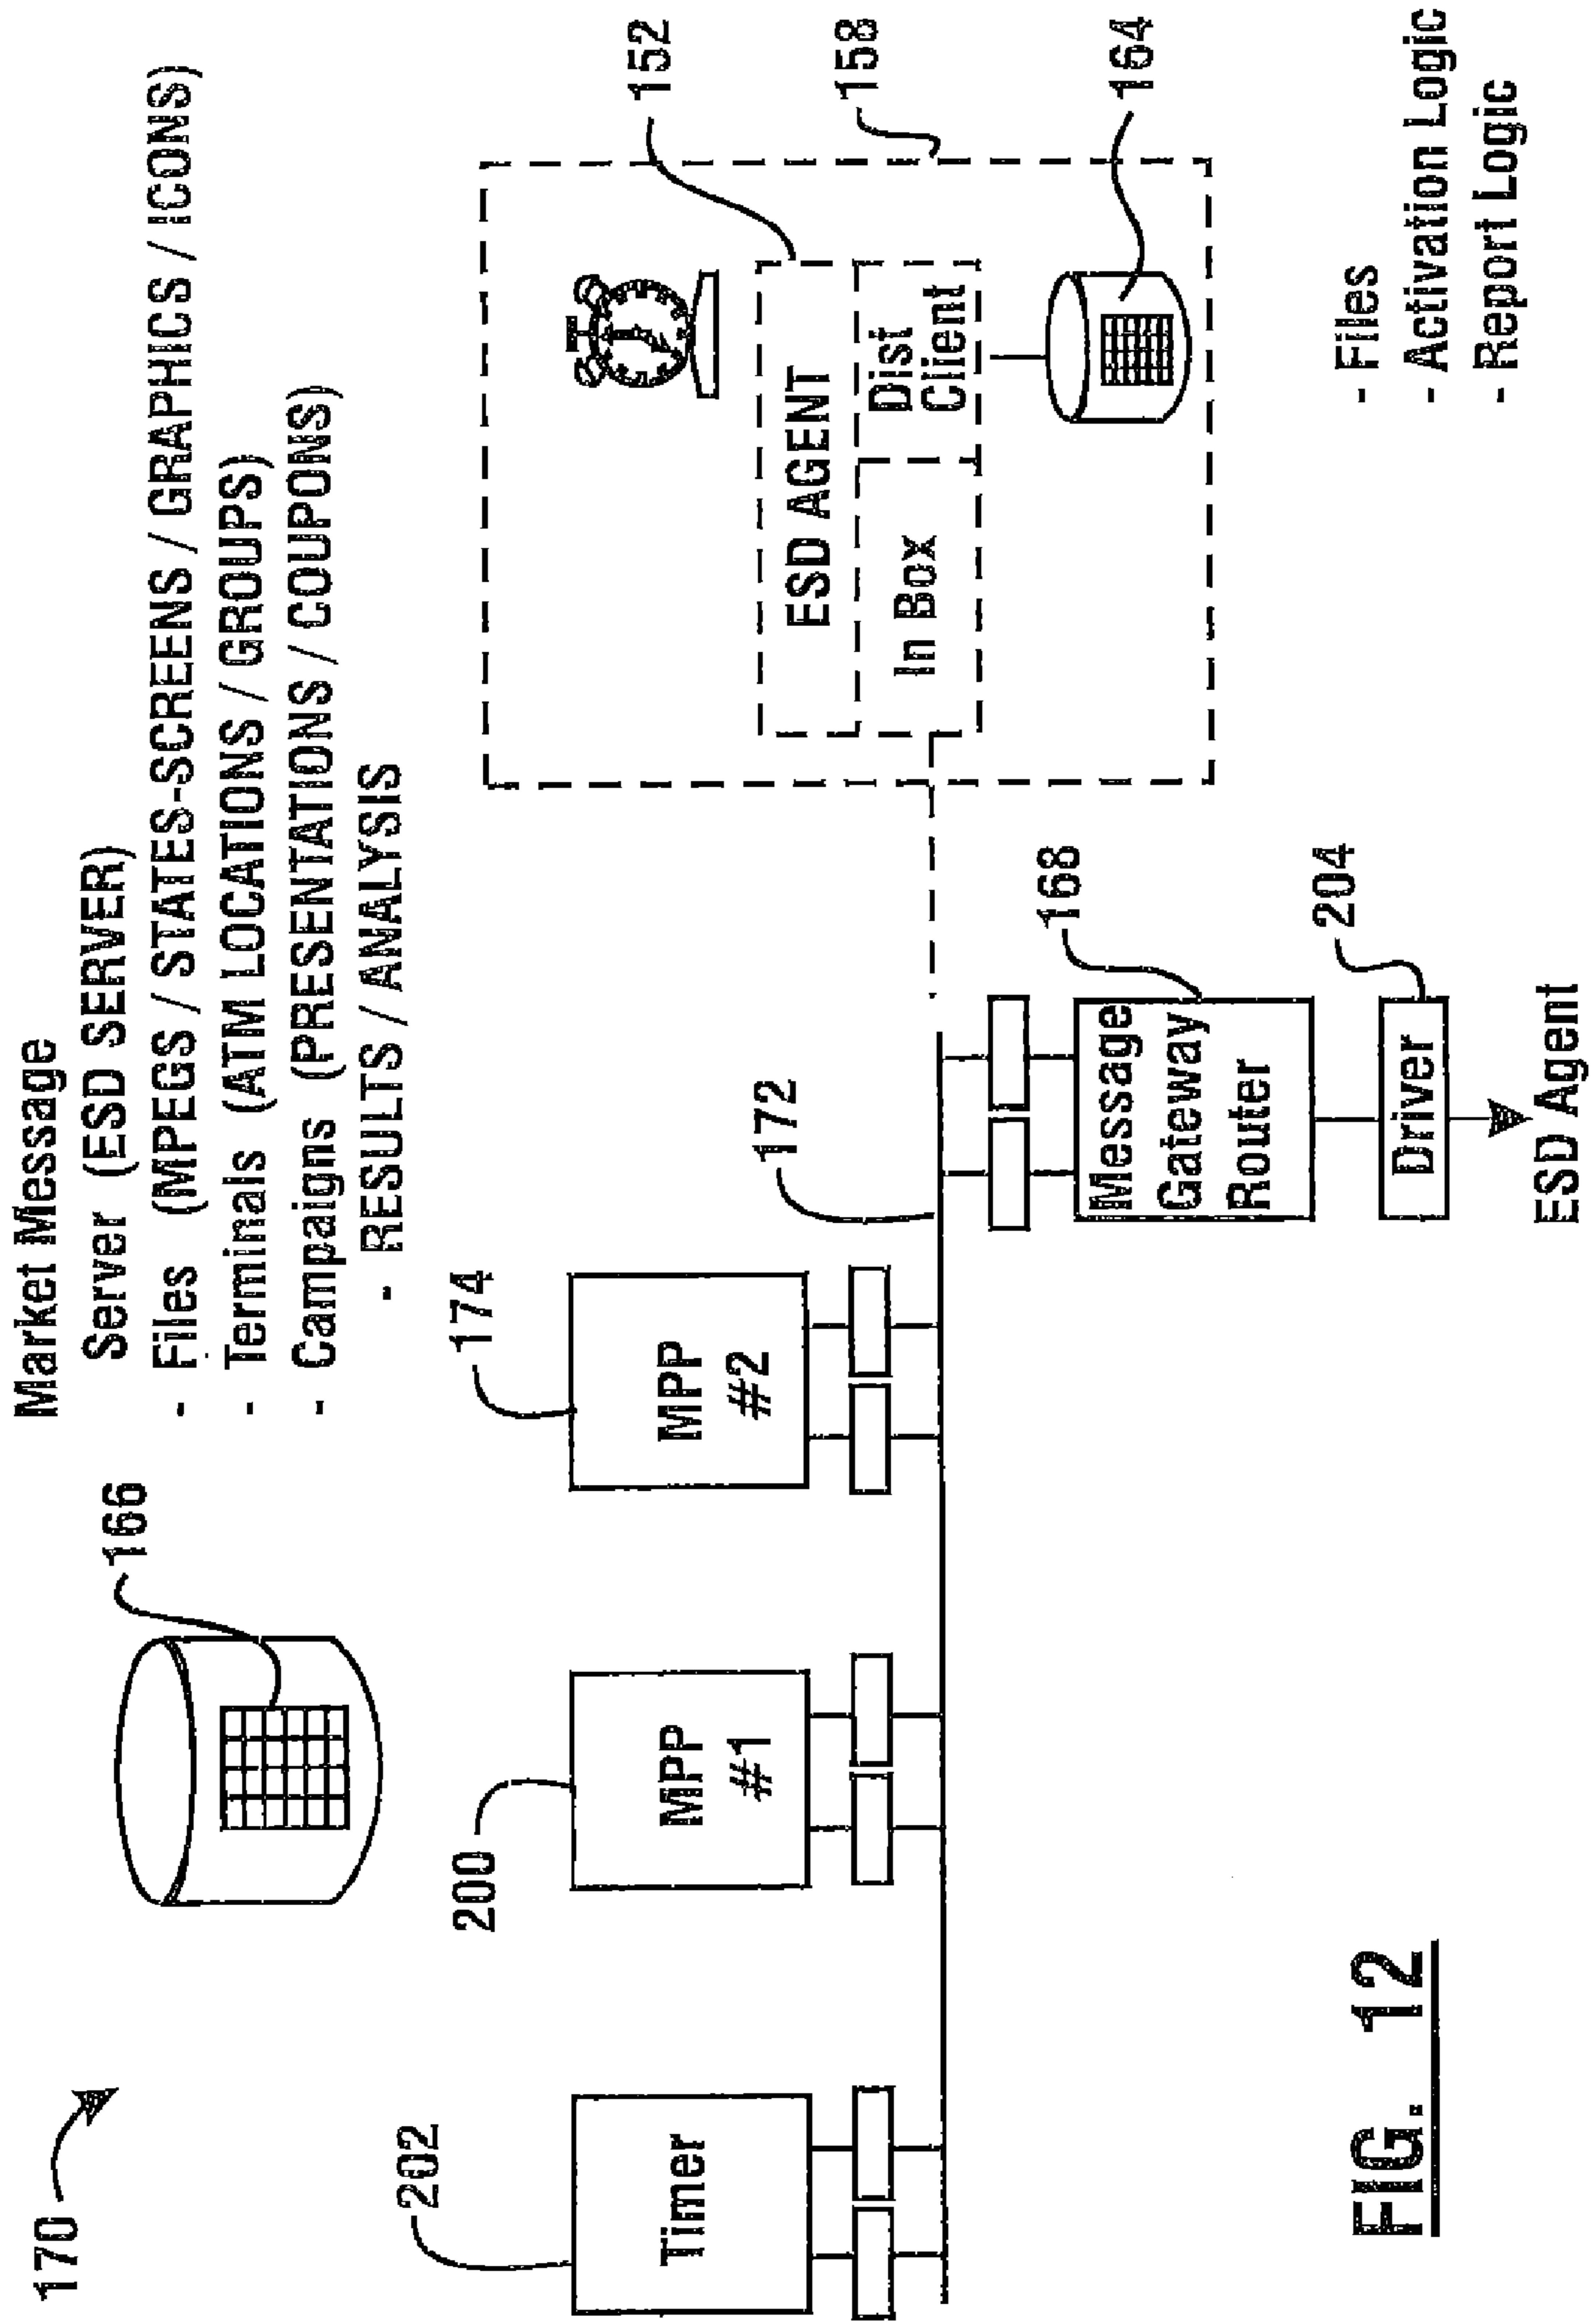 170
166
Market Message
Server (ESD SERVER)
- Files (MPEGS / STATES-SCREENS / GRAPHICS / ICONS)
- Terminals (ATM LOCATIONS / GROUPS)
- Campaigns (PRESENTATIONS / COUPONS)
- RESULTS / ANALYSIS
202
Timer
200
MPP
#1
174
MPP
#2
172
152
158
164
ESD AGENT
In Box
Dist
Client
168
Message
Gateway
Router
204
Driver
ESD Agent
- Files
- Activation Logic
- Report Logic
FIG. 12